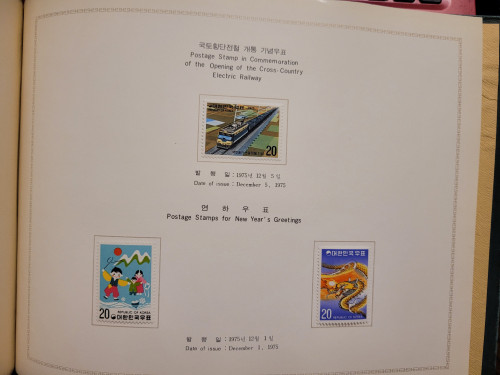 국토횡단전철 개통 기념우표
Postage Stamp in Commemoration
of the Opening of the Cross-Country
Electric Railway
20
발 행 일 : 1975년 12월 5일
Date of issue : December 5, 1975
연 하 우 표
Postage Stamps for New Year's Greetings
대한민국우표
REPUBLIC OF KOREA
20
REPUBLIC OF KOREA
20 대한민국우표
발 행 일 : 1975년 12월 1일
Date of issue : December 1, 1975